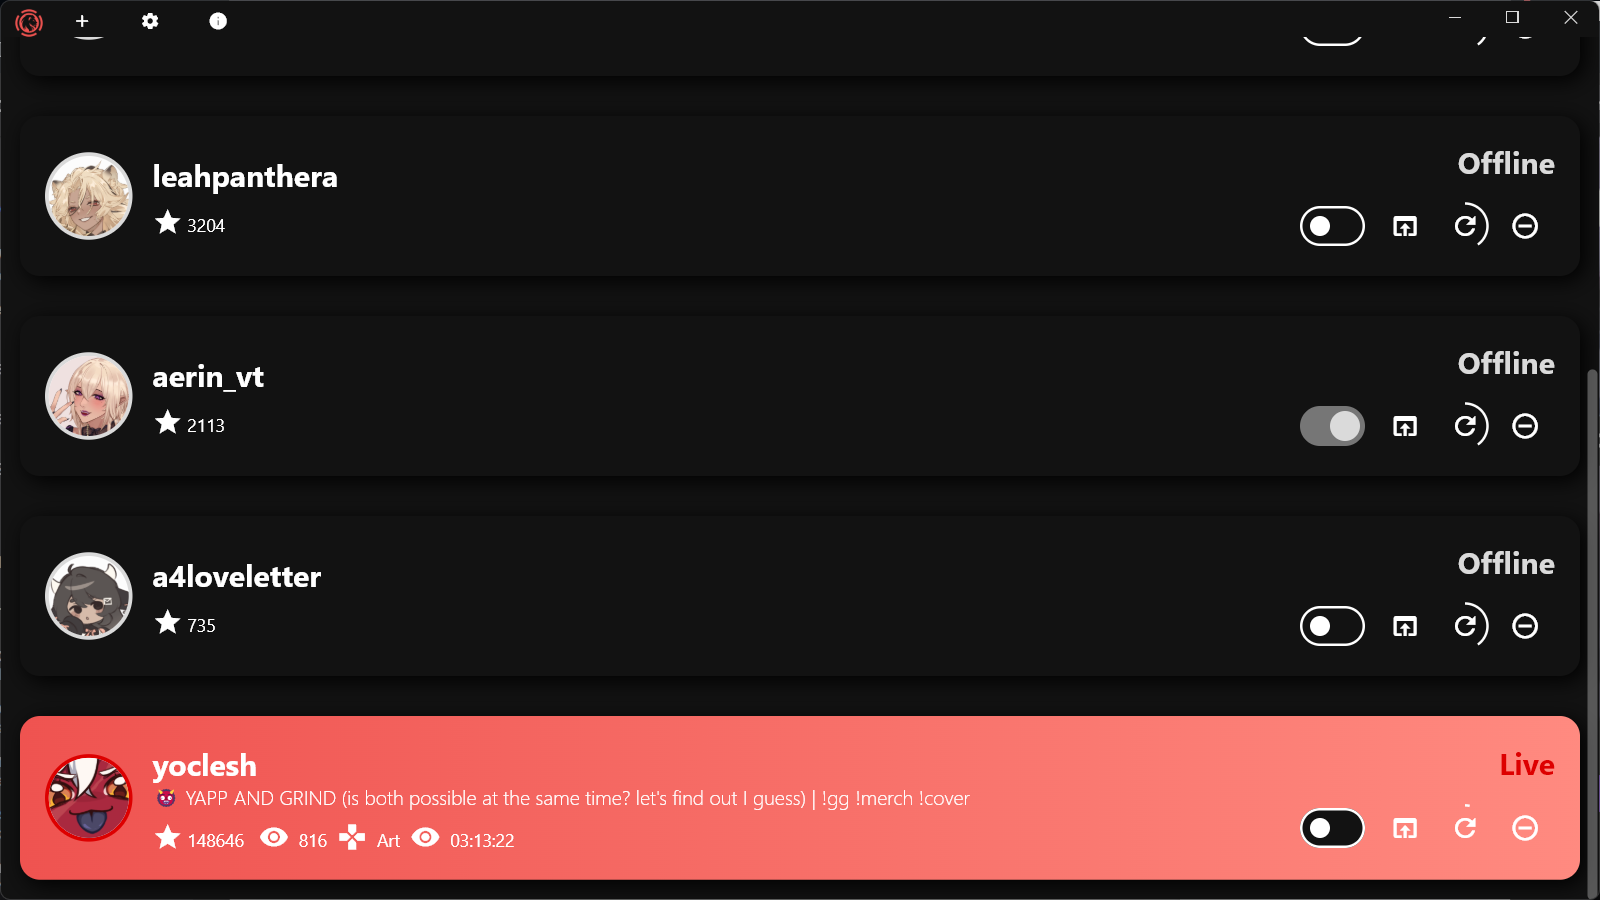 leahpanthera
Offline
3204
aerin_vt
Offline
2113
a4loveletter
Offline
735
yoclesh
Live
YAPP AND GRIND (is both possible at the same time? let's find out I guess) | !gg !merch !cover
148646 816 Art 03:13:22